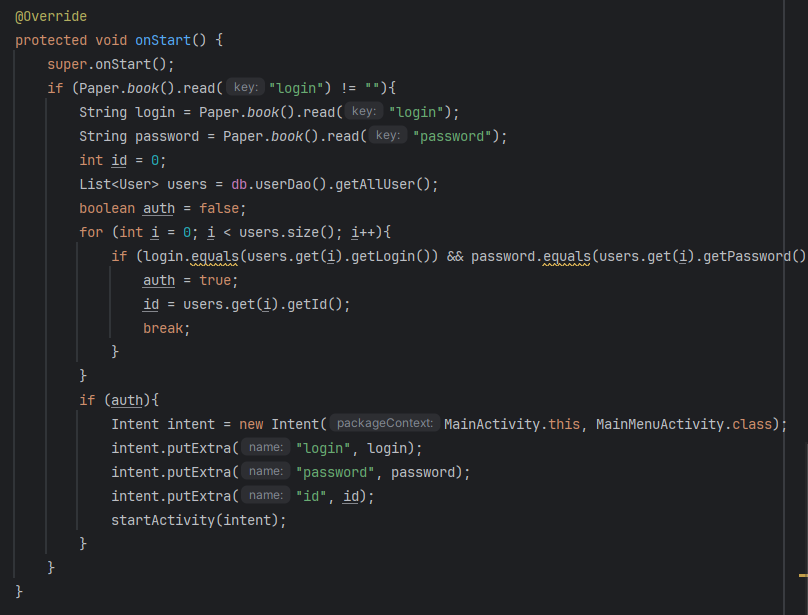 @Override
protected void onStart() {
super.onStart();
if (Paper.book().read( key: "login") != ""){
String login = Paper.book().read( key: "login");
String password = Paper.book().read( key: "password");
int id = 0;
List<User> users = db.userDao().getAllUser();
boolean auth = false;
for (int i = 0; i < users.size(); i++){
if (login.equals(users.get(i).getLogin()) && password.equals(users.get(i).getPassword()
auth = true;
id = users.get(i).getId();
break;
}
}
if (auth){
Intent intent = new Intent( packageContext: MainActivity.this, MainMenuActivity.class);
intent.putExtra( name: "login", login);
intent.putExtra( name: "password", password);
intent.putExtra( name: "id", id);
startActivity(intent);
}
}
}